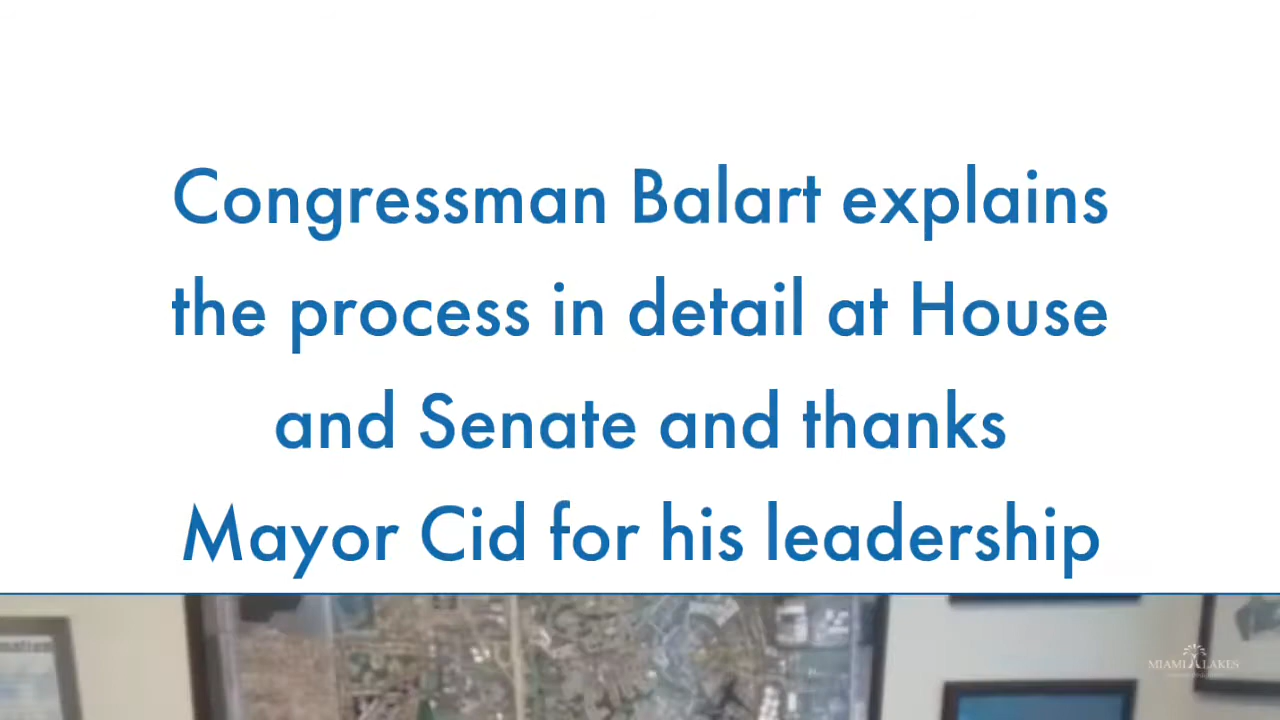 Congressman Balart explains
the process in detail at House
and Senate and thanks
Mayor Cid for his leadership
MIAMI LAKES